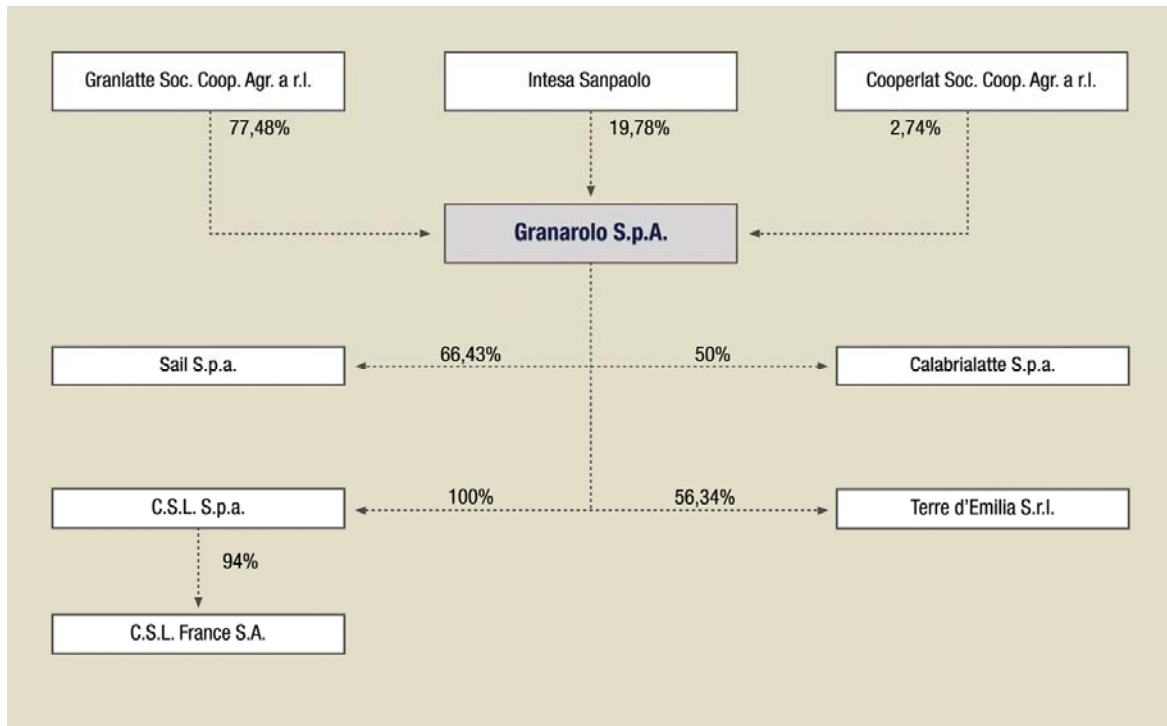 Granlatte Soc. Coop. Agr. a r.l.
Intesa Sanpaolo
Cooperlat Soc. Coop. Agr. a r.l.
77,48%
19,78%
2,74%
Granarolo S.p.A.
66,43%
50%
Sail S.p.a.
Calabrialatte S.p.a.
100%
56,34%
C.S.L. S.p.a.
Terre d'Emilia S.r.l.
94%
C.S.L. France S.A.